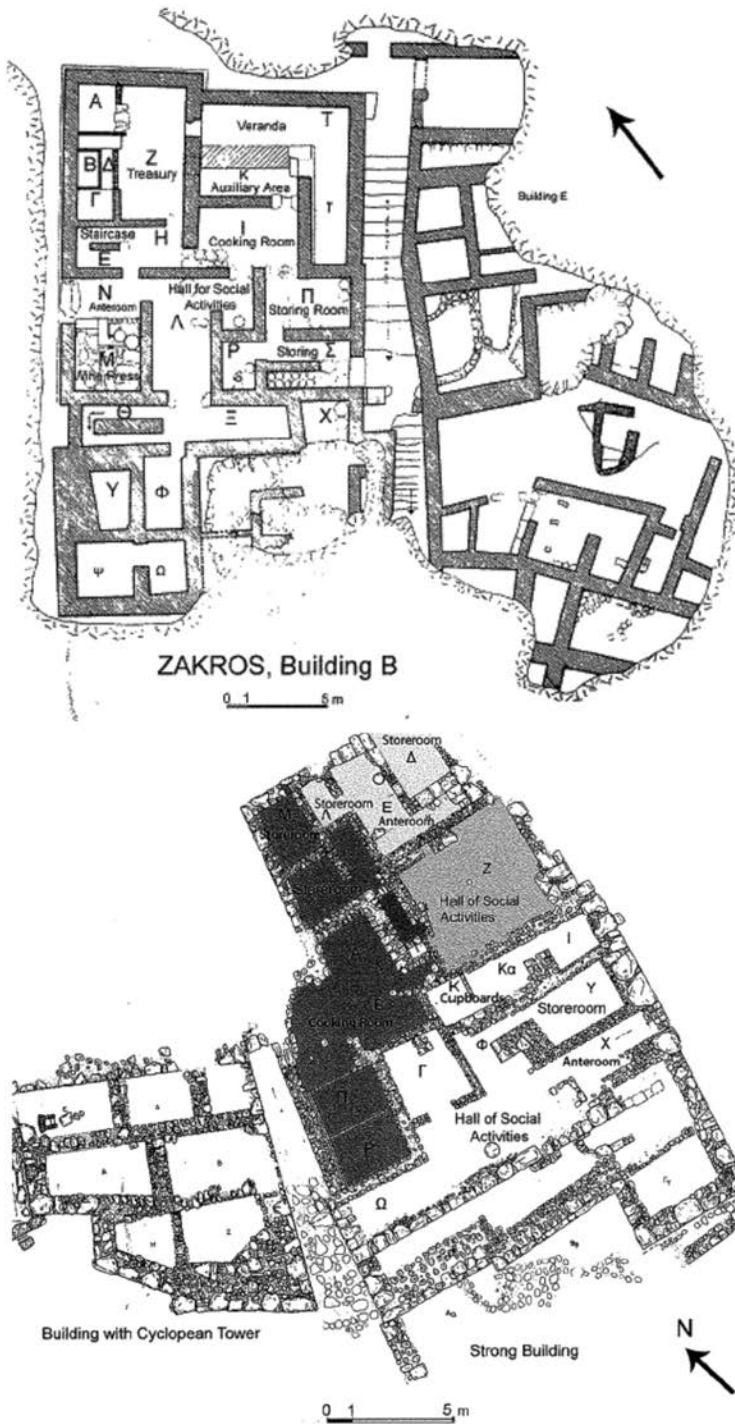 Α
Veranda
Τ
Β
Δ
Ζ
Treasury
Κ
Auxiliary Area
τ
Building E
Γ
Staircase
Η
Ι
Cooking Room
Ε
Ν
Anteroom
Hall for Social
Activities
Λ
Π
Storing Room
Μ
Wine Press
Ρ
Storing
Σ
Θ
Ξ
Χ
Υ
Φ
Ψ
Ω
ZAKROS, Building B
0 1 5 m
Storeroom
Δ
Μ
Storeroom
Storeroom
Λ
Ε
Anteroom
Storeroom
Ζ
Hall of Social
Activities
Ι
Κα
Κ
Cupboards
Υ
Storeroom
Cooking Room
Φ
Χ
Anteroom
Γ
Π
Hall of Social
Activities
Ρ
Ω
Building with Cyclopean Tower
Strong Building
N
0 1 5 m